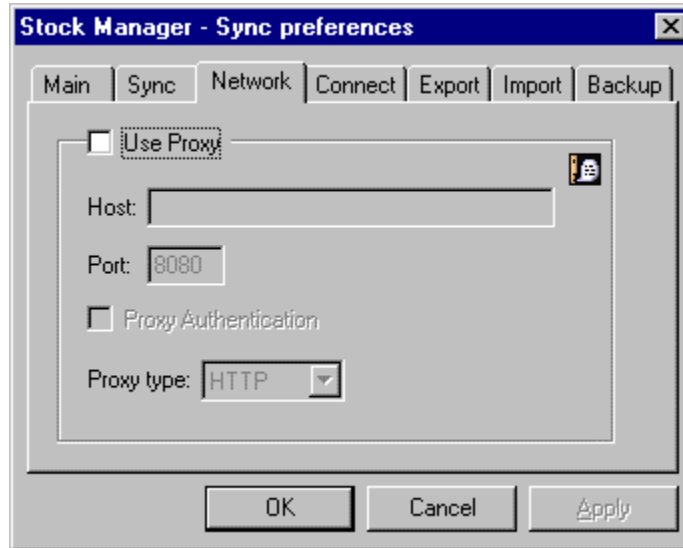 Stock Manager - Sync preferences
Main Sync Network Connect Export Import Backup
Use Proxy
Host:
Port: 8080
Proxy Authentication
Proxy type: HTTP
OK Cancel Apply